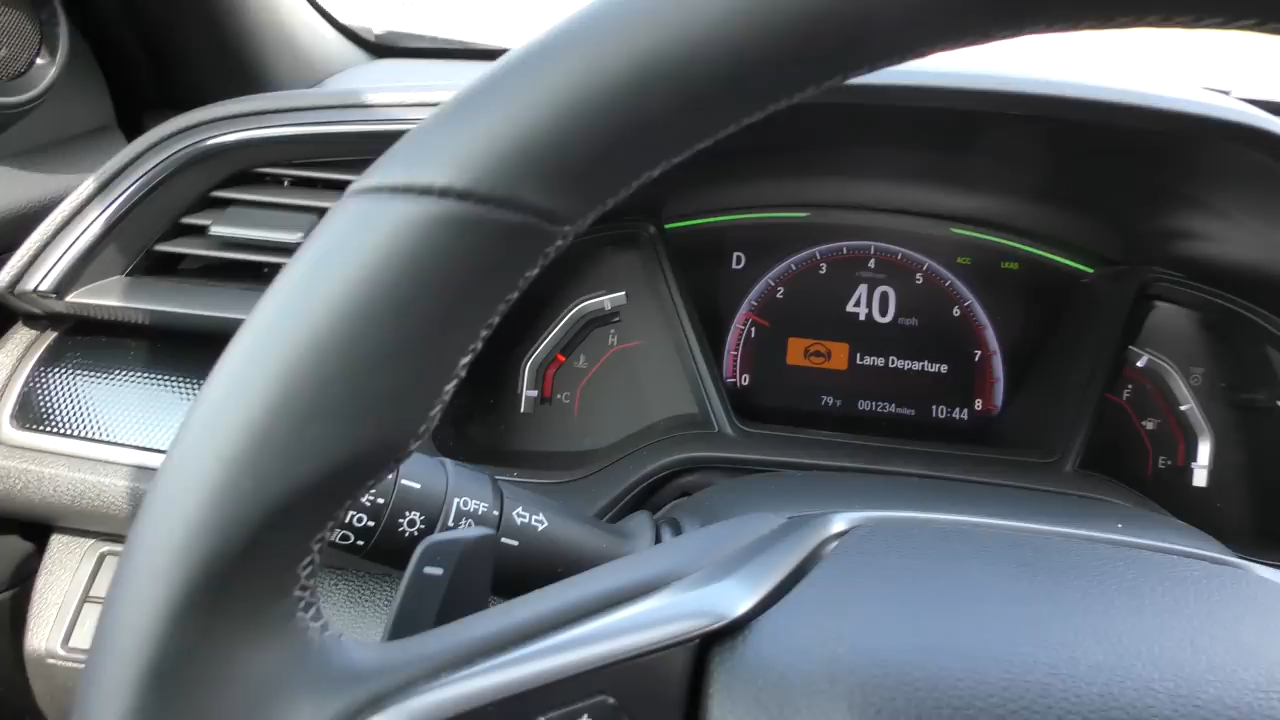 D
ACC LKAS
0 1 2 3 4 5 6 7 8
40 mph
Lane Departure
79°F 001234 miles 10:44
H
C
F
E
OFF
TO